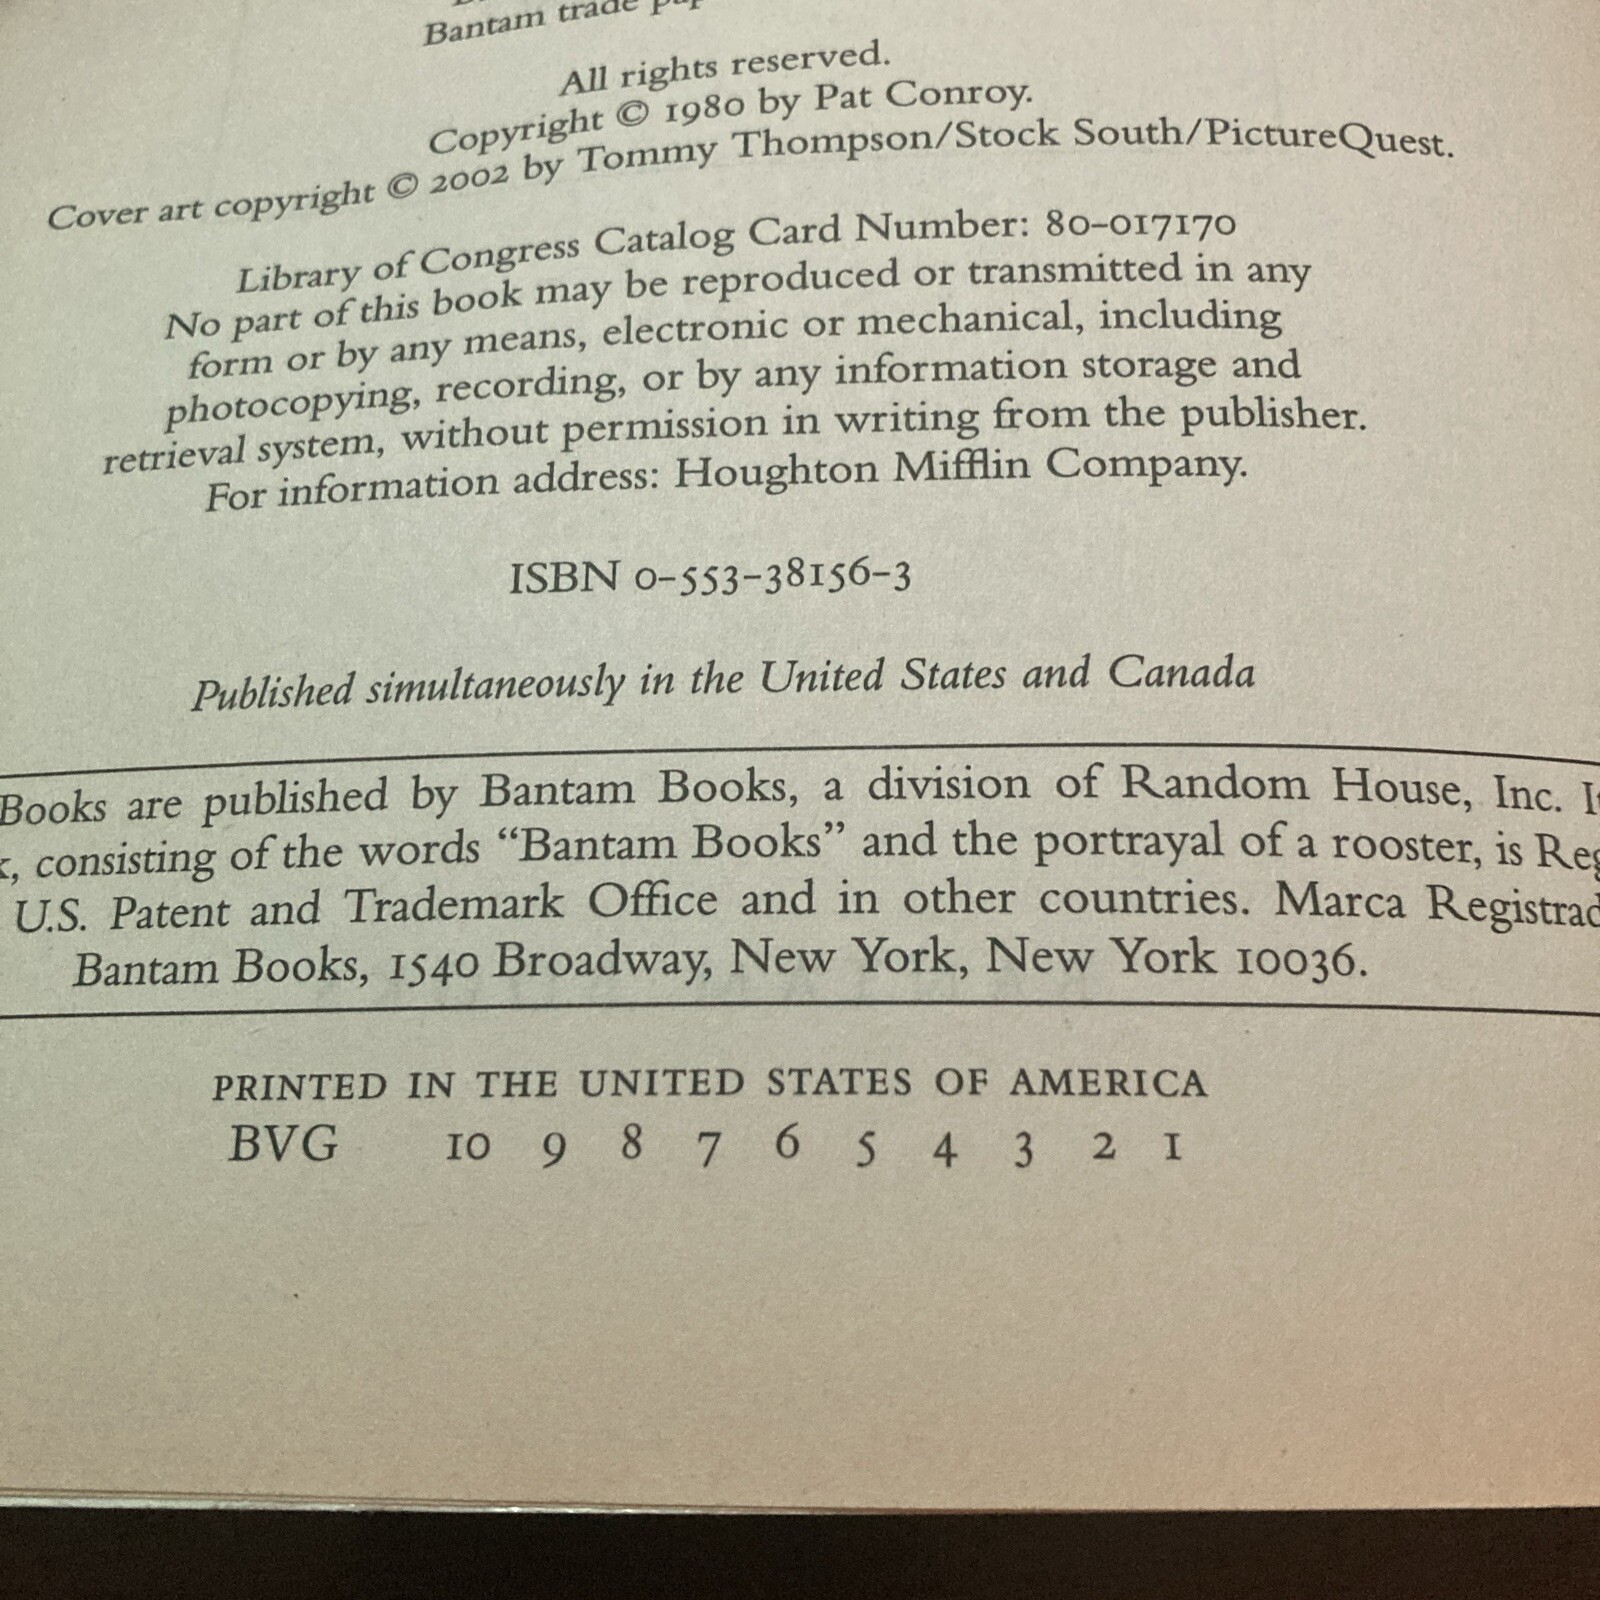 Bantam trade
All rights reserved.
Copyright © 1980 by Pat Conroy.
Cover art copyright © 2002 by Tommy Thompson/Stock South/PictureQuest.
Library of Congress Catalog Card Number: 80-017170
No part of this book may be reproduced or transmitted in any
form or by any means, electronic or mechanical, including
photocopying, recording, or by any information storage and
retrieval system, without permission in writing from the publisher.
For information address: Houghton Mifflin Company.
ISBN 0-553-38156-3
Published simultaneously in the United States and Canada
Books are published by Bantam Books, a division of Random House, Inc.
consisting of the words “Bantam Books” and the portrayal of a rooster, is Reg
U.S. Patent and Trademark Office and in other countries. Marca Registrad
Bantam Books, 1540 Broadway, New York, New York 10036.
PRINTED IN THE UNITED STATES OF AMERICA
BVG 10 9 8 7 6 5 4 3 2 1